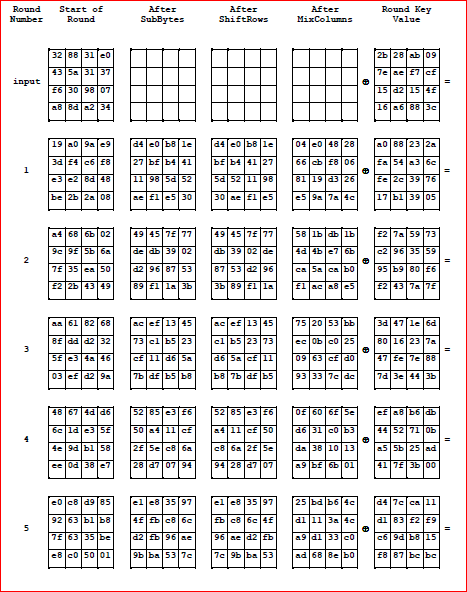 Round Start of After After After Round Key
Number Round SubBytes ShiftRows MixColumns Value
32 88 31 e0 2b 28 ab 09
43 5a 31 37 7e ae f7 cf
input ⊕ =
f6 30 98 07 15 d2 15 4f
a8 8d a2 34 16 a6 88 3c
19 a0 9a e9 d4 e0 b8 1e d4 e0 b8 1e 04 e0 48 28 a0 88 23 2a
3d f4 c6 f8 27 bf b4 41 bf b4 41 27 66 cb f8 06 fa 54 a3 6c
1 ⊕ =
e3 e2 8d 48 11 98 5d 52 5d 52 11 98 81 19 d3 26 fe 2c 39 76
be 2b 2a 08 ae f1 e5 30 30 ae f1 e5 e5 9a 7a 4c 17 b1 39 05
a4 68 6b 02 49 45 7f 77 49 45 7f 77 58 1b db 1b f2 7a 59 73
9c 9f 5b 6a de db 39 02 db 39 02 de 4d 4b e7 6b c2 96 35 59
2 ⊕ =
7f 35 ea 50 d2 96 87 53 87 53 d2 96 ca 5a ca b0 95 b9 80 f6
f2 2b 43 49 89 f1 1a 3b 3b 89 f1 1a f1 ac a8 e5 f2 43 7a 7f
aa 61 82 68 ac ef 13 45 ac ef 13 45 75 20 53 bb 3d 47 1e 6d
8f dd d2 32 73 c1 b5 23 c1 b5 23 73 ec 0b c0 25 80 16 23 7a
3 ⊕ =
5f e3 4a 46 cf 11 d6 5a d6 5a cf 11 09 63 cf d0 47 fe 7e 88
03 ef d2 9a 7b df b5 b8 b8 7b df b5 93 33 7c dc 7d 3e 44 3b
48 67 4d d6 52 85 e3 f6 52 85 e3 f6 0f 60 6f 5e ef a8 b6 db
6c 1d e3 5f 50 a4 11 cf a4 11 cf 50 d6 31 c0 b3 44 52 71 0b
4 ⊕ =
4e 9d b1 58 2f 5e c8 6a c8 6a 2f 5e da 38 10 13 a5 5b 25 ad
ee 0d 38 e7 28 d7 07 94 94 28 d7 07 a9 bf 6b 01 41 7f 3b 00
e0 c8 d9 85 e1 e8 35 97 e1 e8 35 97 25 bd b6 4c d4 7c ca 11
92 63 b1 b8 4f fb c8 6c fb c8 6c 4f d1 11 3a 4c d1 83 f2 f9
5 ⊕ =
7f 63 35 be d2 fb 96 ae 96 ae d2 fb a9 d1 33 c0 c6 9d b8 15
e8 c0 50 01 9b ba 53 7c 7c 9b ba 53 ad 68 8e b0 f8 87 bc bc